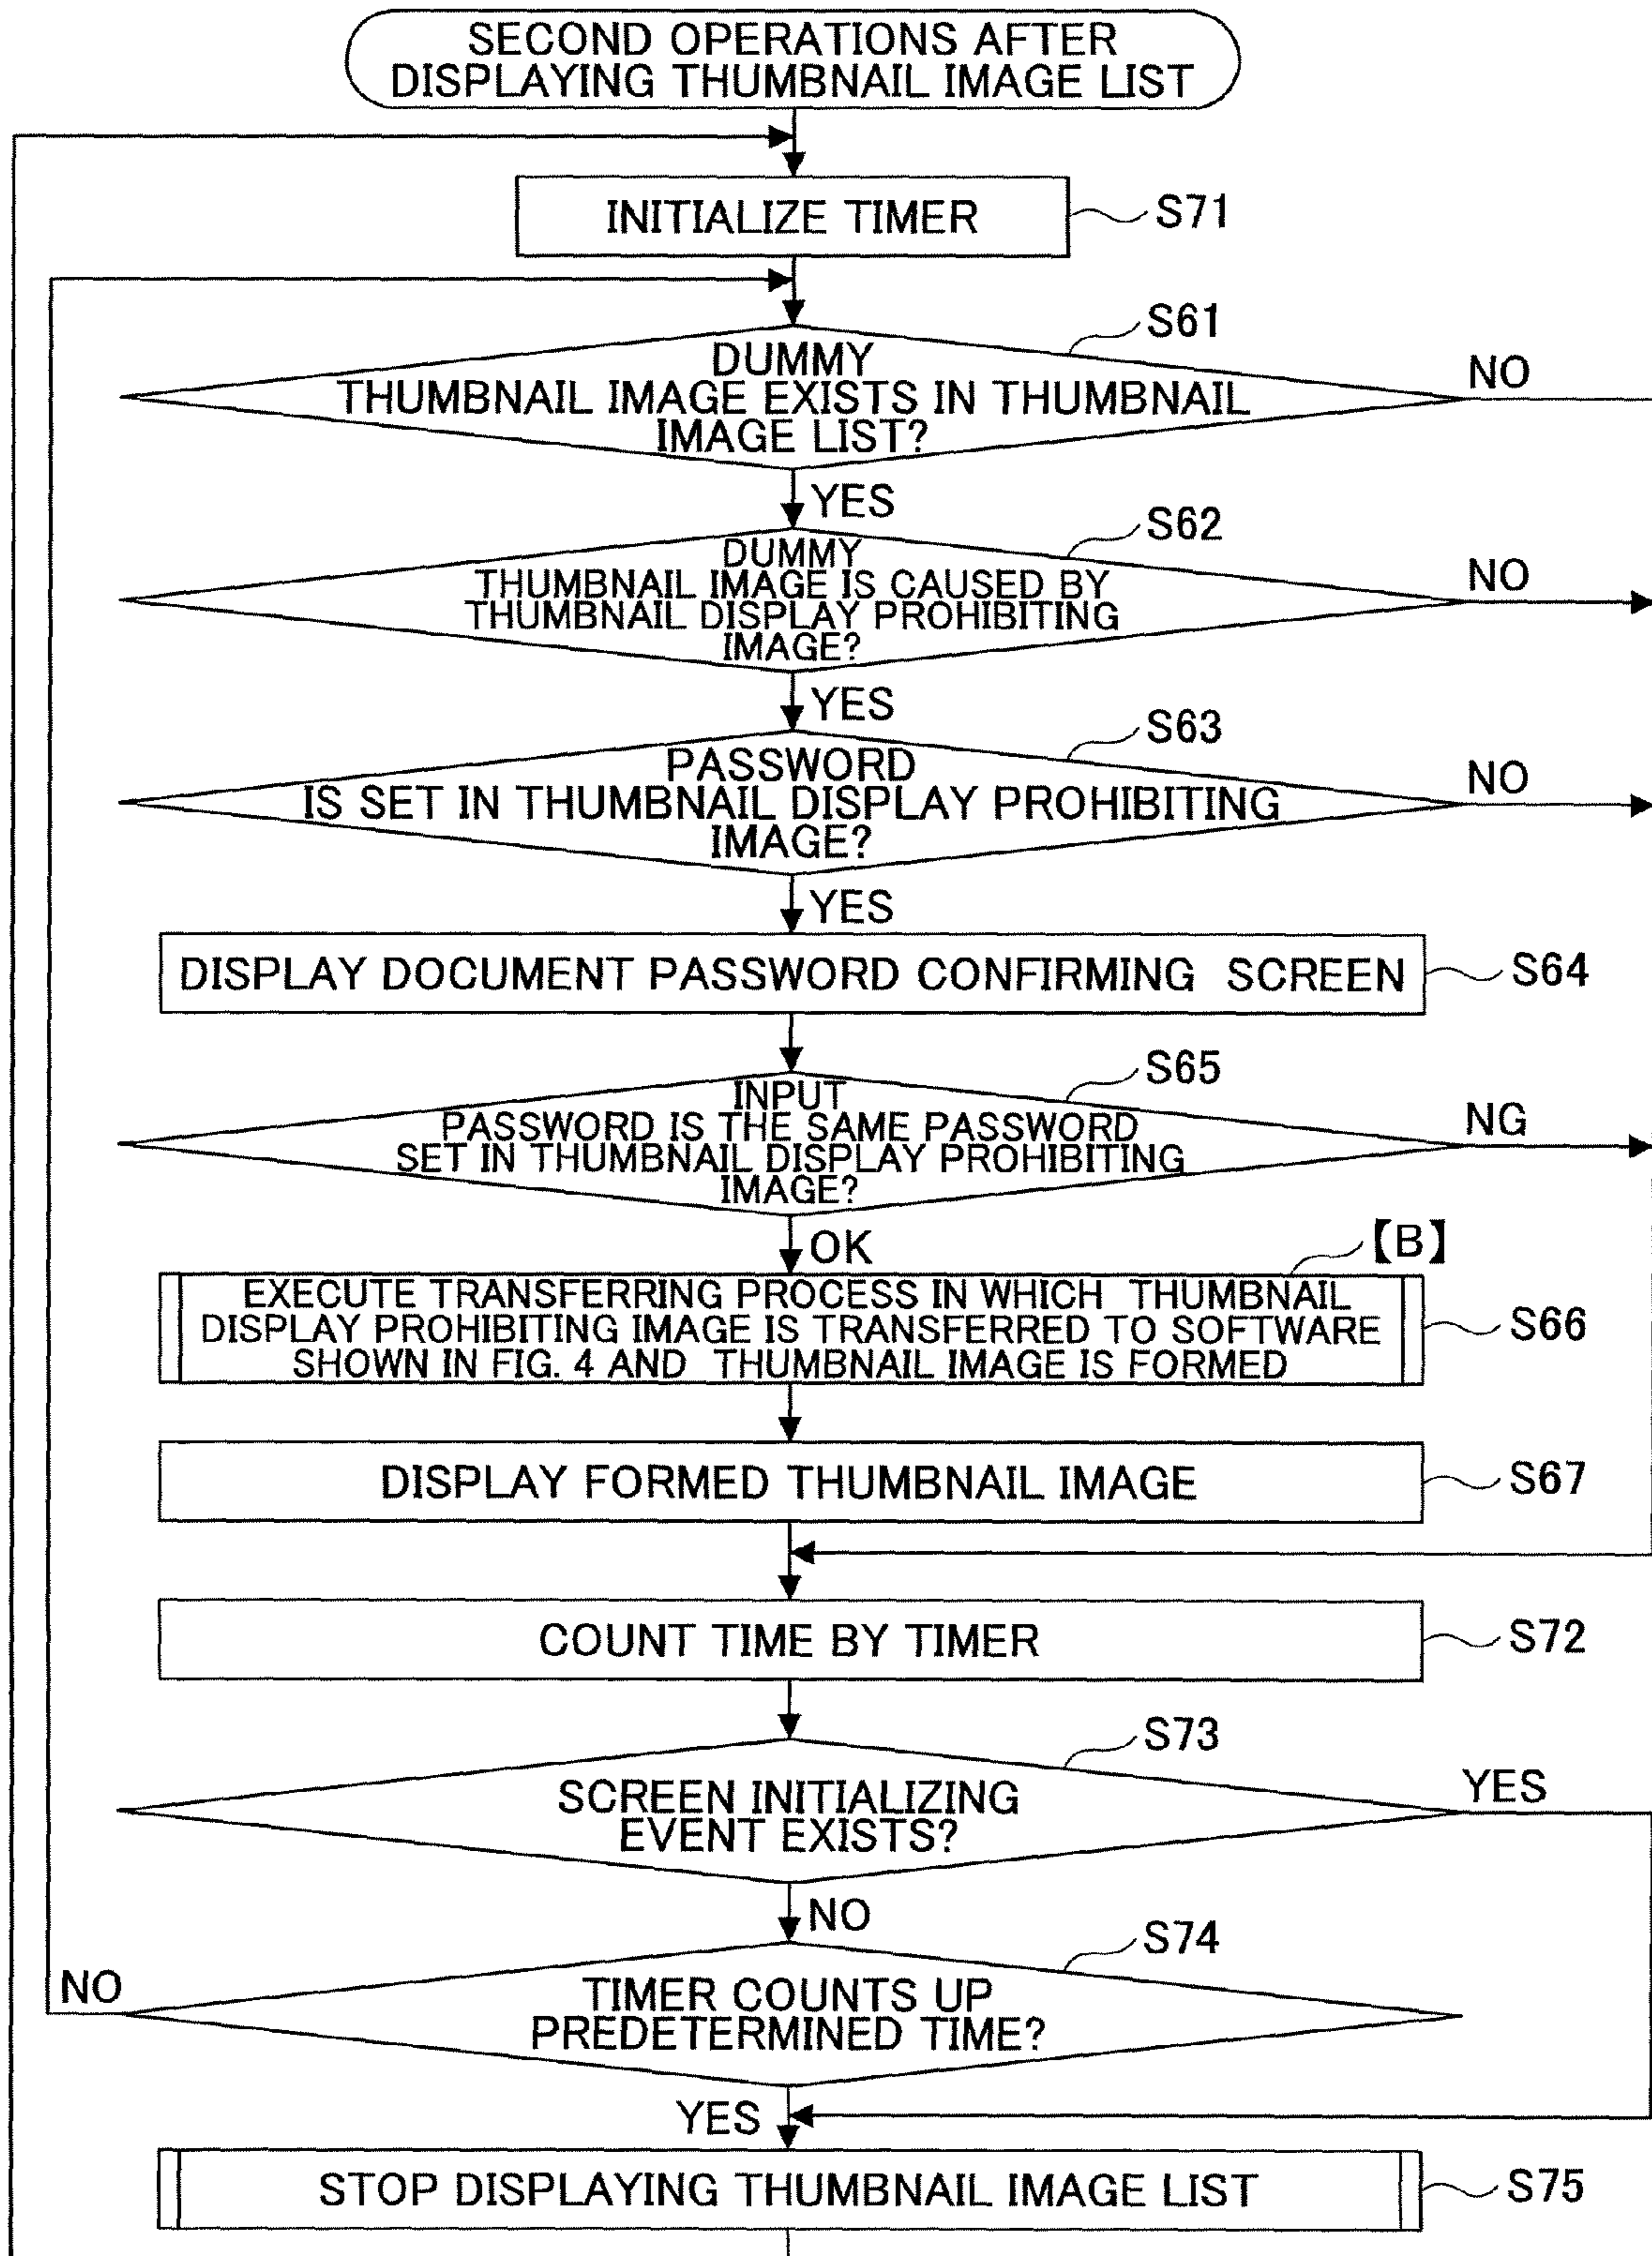 SECOND OPERATIONS AFTER
DISPLAYING THUMBNAIL IMAGE LIST
INITIALIZE TIMER
S71
S61
DUMMY
THUMBNAIL IMAGE EXISTS IN THUMBNAIL
IMAGE LIST?
NO
YES
S62
DUMMY
THUMBNAIL IMAGE IS CAUSED BY
THUMBNAIL DISPLAY PROHIBITING
IMAGE?
NO
YES
S63
PASSWORD
IS SET IN THUMBNAIL DISPLAY PROHIBITING
IMAGE?
NO
YES
DISPLAY DOCUMENT PASSWORD CONFIRMING SCREEN
S64
S65
INPUT
PASSWORD IS THE SAME PASSWORD
SET IN THUMBNAIL DISPLAY PROHIBITING
IMAGE?
NG
OK
【B】
EXECUTE TRANSFERRING PROCESS IN WHICH THUMBNAIL
DISPLAY PROHIBITING IMAGE IS TRANSFERRED TO SOFTWARE
SHOWN IN FIG. 4 AND THUMBNAIL IMAGE IS FORMED
S66
DISPLAY FORMED THUMBNAIL IMAGE
S67
COUNT TIME BY TIMER
S72
S73
SCREEN INITIALIZING
EVENT EXISTS?
YES
NO
S74
TIMER COUNTS UP
PREDETERMINED TIME?
NO
YES
STOP DISPLAYING THUMBNAIL IMAGE LIST
S75